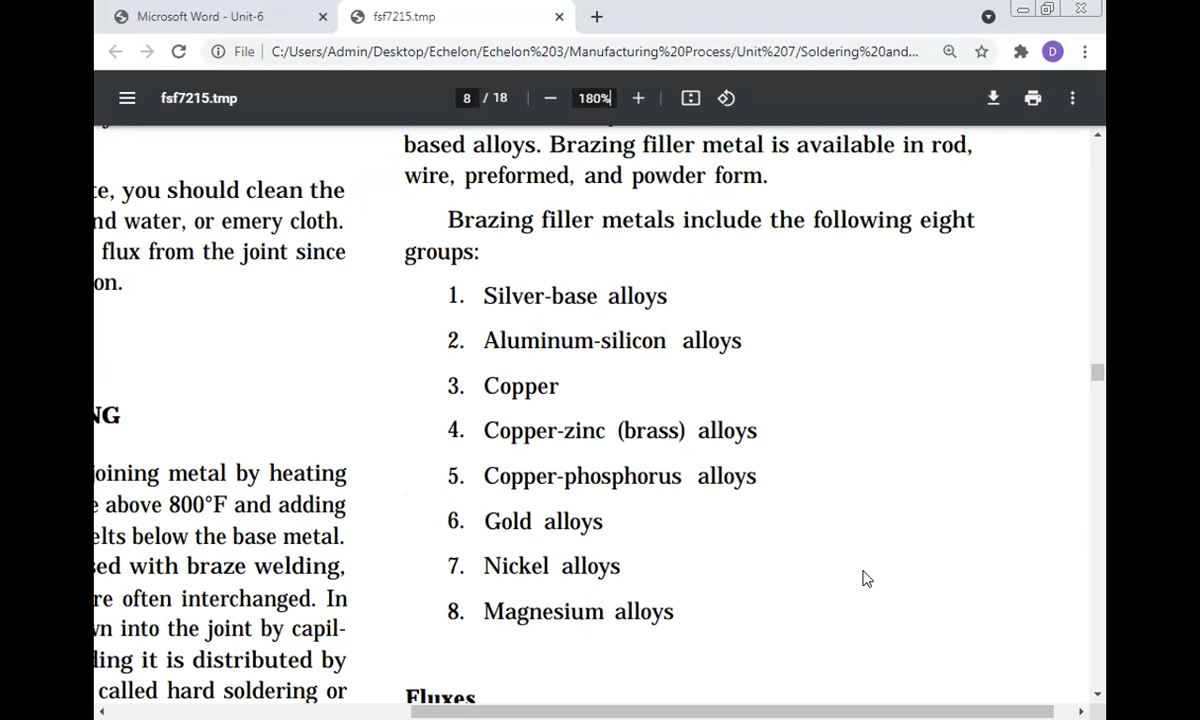 Microsoft Word - Unit-6
fsf7215.tmp
File
C:/Users/Admin/Desktop/Echelon/Echelon%203/Manufacturing%20Process/Unit%207/Soldering%20and...
D
fsf7215.tmp
8 / 18
180%
te, you should clean the
nd water, or emery cloth.
flux from the joint since
on.
NG
joining metal by heating
e above 800°F and adding
elts below the base metal.
sed with braze welding,
re often interchanged. In
wn into the joint by capil-
ding it is distributed by
called hard soldering or
based alloys. Brazing filler metal is available in rod,
wire, preformed, and powder form.
Brazing filler metals include the following eight
groups:
1. Silver-base alloys
2. Aluminum-silicon alloys
3. Copper
4. Copper-zinc (brass) alloys
5. Copper-phosphorus alloys
6. Gold alloys
7. Nickel alloys
8. Magnesium alloys
Fluxes